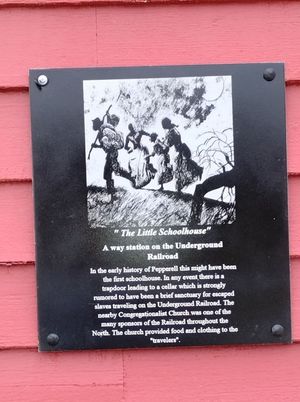 " The Little Schoolhouse"
A way station on the Underground
Railroad
In the early history of Pepperell this might have been
the first schoolhouse. In any event there is a
trapdoor leading to a cellar which is strongly
rumored to have been a brief sanctuary for escaped
slaves traveling on the Underground Railroad. The
nearby Congregationalist Church was one of the
many sponsors of the Railroad throughout the
North. The church provided food and clothing to the
"travelers".